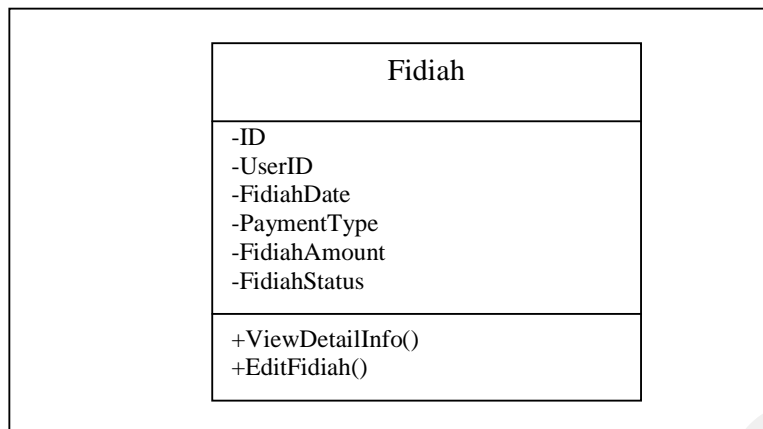 Fidiah
-ID
-UserID
-FidiahDate
-PaymentType
-FidiahAmount
-FidiahStatus
+ViewDetailInfo()
+EditFidiah()